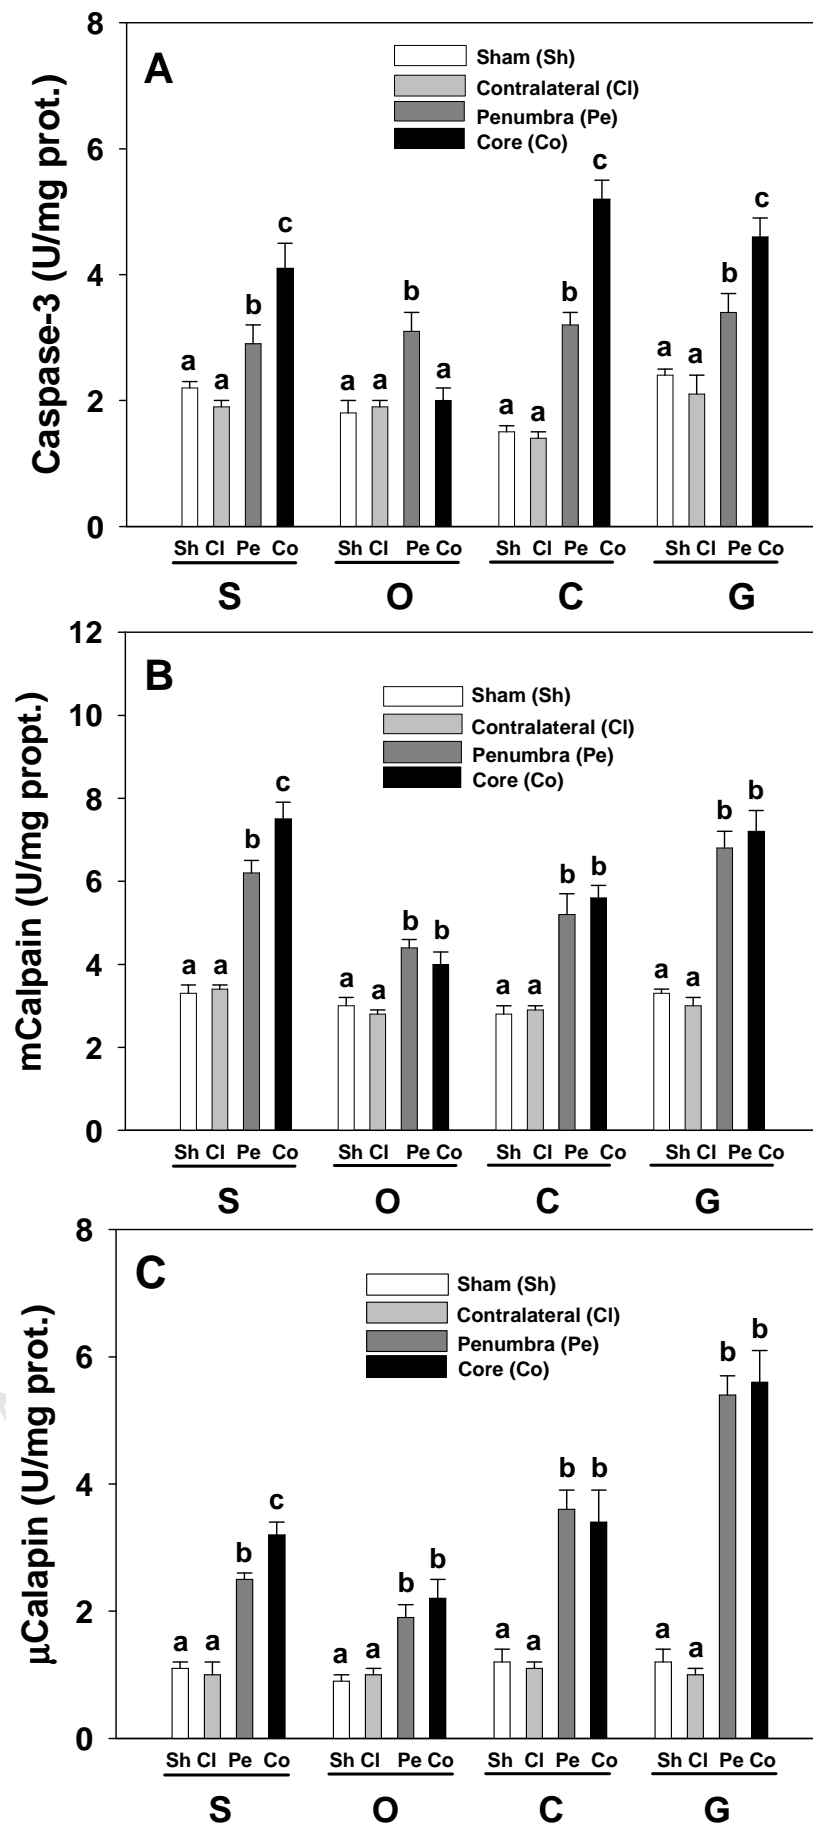 8
A
Sham (Sh)
Contralateral (Cl)
Penumbra (Pe)
Core (Co)
Caspase-3 (U/mg prot.)
6
c
c
c
4
b
b
b
b
a
a
a
a
a
a
a
a
a
2
0
Sh Cl Pe Co Sh Cl Pe Co Sh Cl Pe Co Sh Cl Pe Co
S O C G
12
B
Sham (Sh)
Contralateral (Cl)
Penumbra (Pe)
Core (Co)
mCalpain (U/mg propt.)
10
c
8
b
b
b
b
b
6
b
b
4
a
a
a
a
a
a
a
a
2
0
Sh Cl Pe Co Sh Cl Pe Co Sh Cl Pe Co Sh Cl Pe Co
S O C G
8
C
Sham (Sh)
Contralateral (Cl)
Penumbra (Pe)
Core (Co)
µCalapin (U/mg prot.)
6
b
b
4
b
b
c
b
b
b
2
a
a
a
a
a
a
a
a
0
Sh Cl Pe Co Sh Cl Pe Co Sh Cl Pe Co Sh Cl Pe Co
S O C G